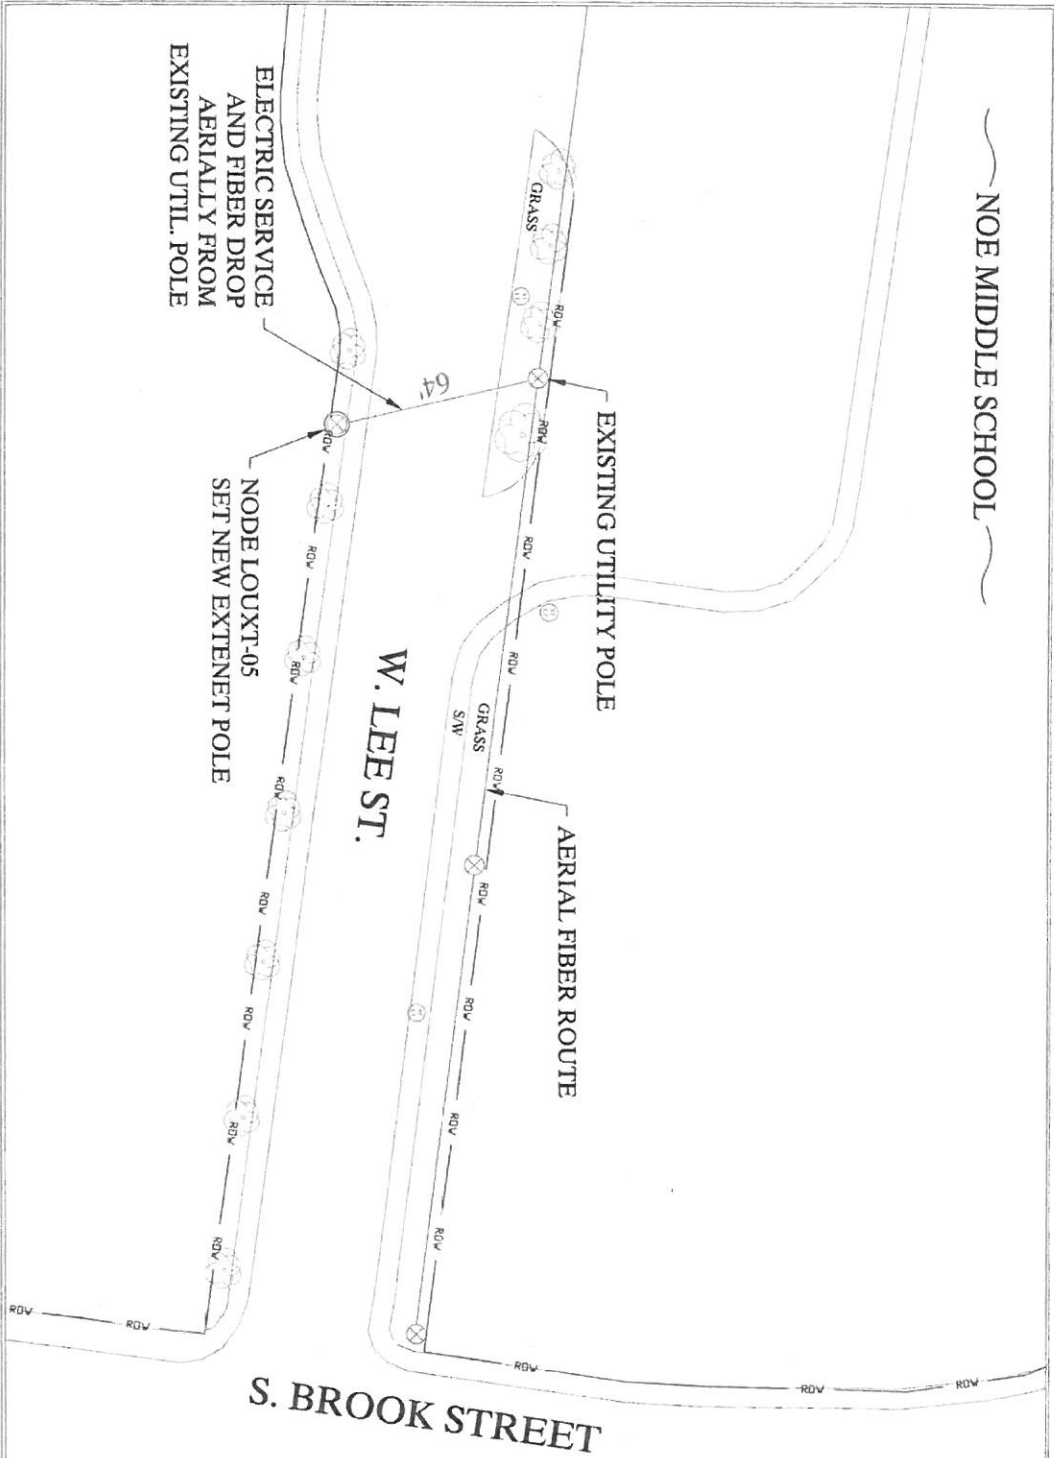 NOE MIDDLE SCHOOL
EXISTING UTILITY POLE
AERIAL FIBER ROUTE
GRASS
ROW
ROW
ROW
ROW
ROW
ROW
ROW
ROW
ROW
GRASS
S/W
64'
W. LEE ST.
ELECTRIC SERVICE
AND FIBER DROP
AERIALLY FROM
EXISTING UTIL. POLE
NODE LOUXT-05
SET NEW EXTENET POLE
ROW
ROW
ROW
ROW
ROW
ROW
ROW
ROW
ROW
ROW
ROW
ROW
ROW
S. BROOK STREET